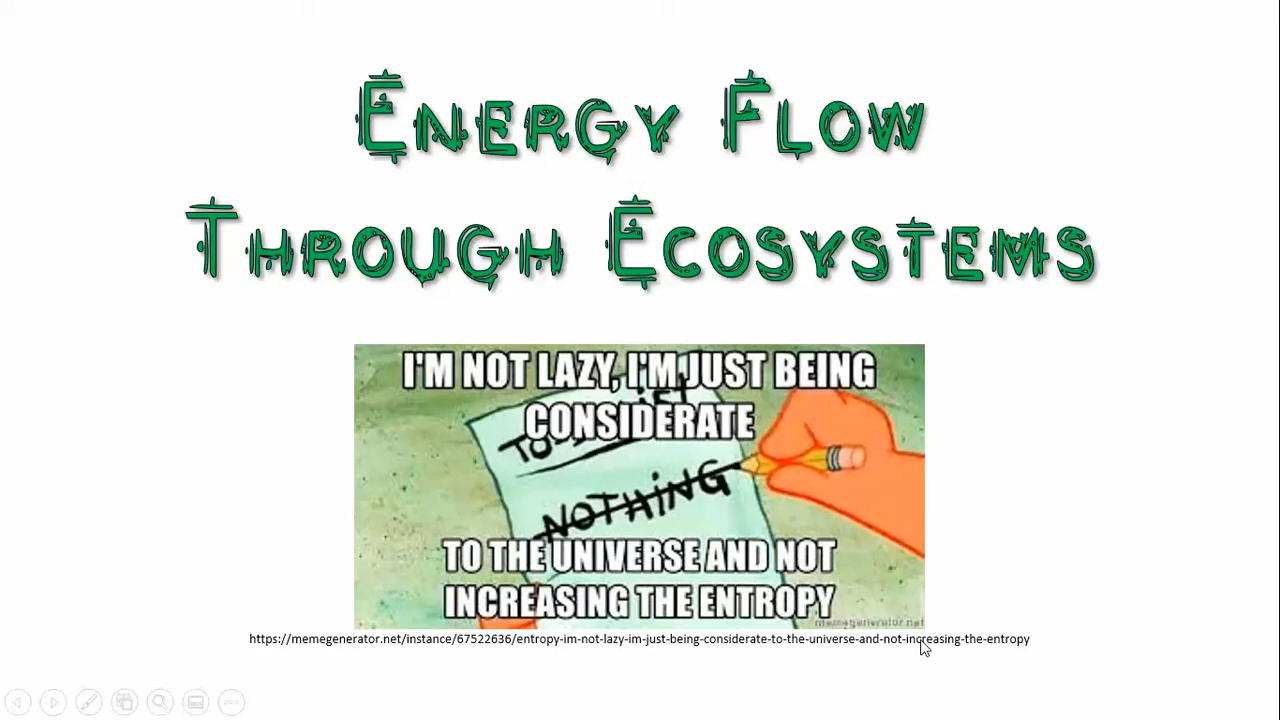 ENERGY FLOW
THROUGH ECOSYSTEMS
I'M NOT LAZY, I'M JUST BEING
CONSIDERATE
NOTHING
TO THE UNIVERSE AND NOT
INCREASING THE ENTROPY
memegenerator.net
https://memegenerator.net/instance/67522636/entropy-im-not-lazy-im-just-being-considerate-to-the-universe-and-not-increasing-the-entropy